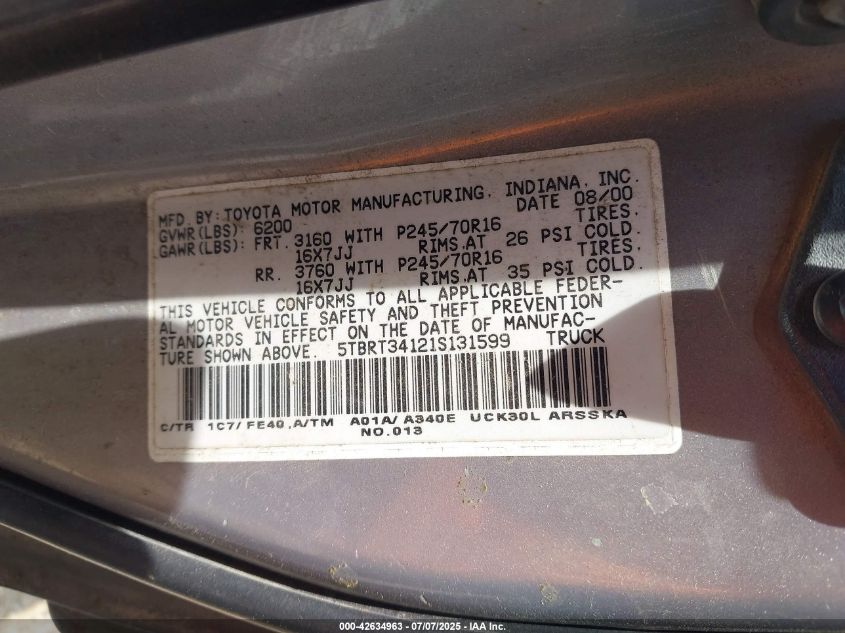 MFD. BY: TOYOTA MOTOR MANUFACTURING, INDIANA, INC.
GVWR(LBS) 6200 DATE 08/00
GAWR(LBS): FRT. 3160 WITH P245/70R16 TIRES.
16X7JJ RIMS.AT 26 PSI COLD.
RR. 3760 WITH P245/70R16 TIRES.
16X7JJ RIMS.AT 35 PSI COLD.
THIS VEHICLE CONFORMS TO ALL APPLICABLE FEDER-
AL MOTOR VEHICLE SAFETY AND THEFT PREVENTION
STANDARDS IN EFFECT ON THE DATE OF MANUFAC-
TURE SHOWN ABOVE. 5TBRT34121S131599 TRUCK
C/TR 1C7/FE40,A/TM A01A/A340E UCK30L ARSSKA
NO.013
000-42634963 - 07/07/2025 - IAA Inc.